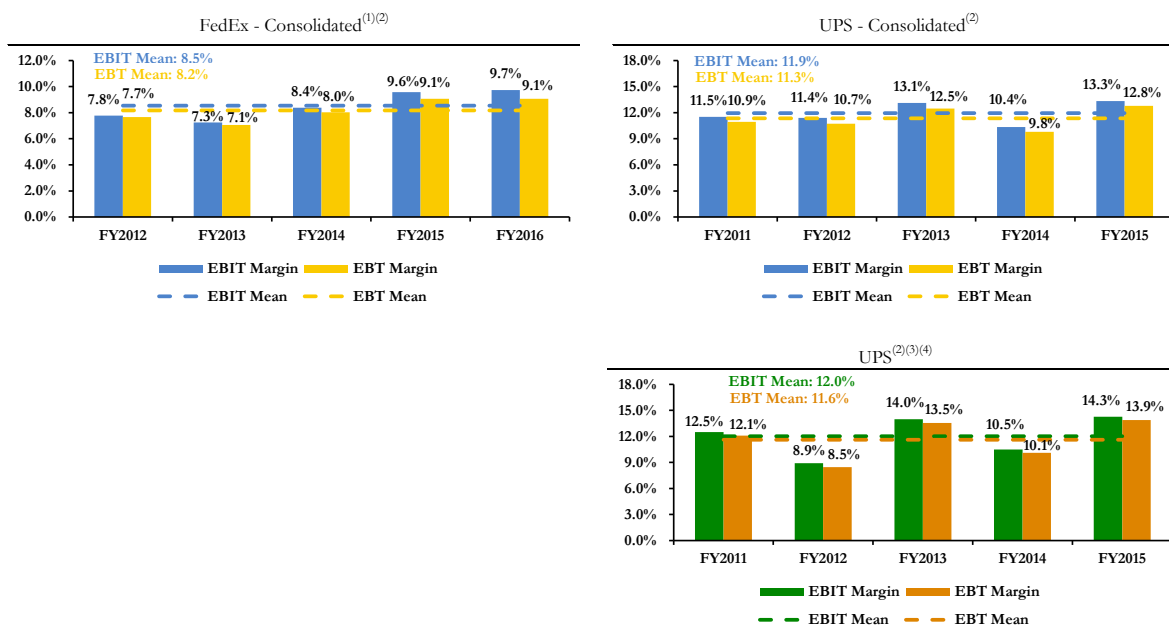 FedEx - Consolidated(1)(2)
EBIT Mean: 8.5%
EBT Mean: 8.2%
12.0%
10.0%
8.0%
6.0%
4.0%
2.0%
0.0%
7.8% 7.7%
7.3% 7.1%
8.4% 8.0%
9.6% 9.1%
9.7% 9.1%
FY2012 FY2013 FY2014 FY2015 FY2016
EBIT Margin EBT Margin
EBIT Mean EBT Mean
UPS - Consolidated(2)
EBIT Mean: 11.9%
EBT Mean: 11.3%
18.0%
15.0%
12.0%
9.0%
6.0%
3.0%
0.0%
11.5% 10.9%
11.4% 10.7%
13.1% 12.5%
10.4% 9.8%
13.3% 12.8%
FY2011 FY2012 FY2013 FY2014 FY2015
EBIT Margin EBT Margin
EBIT Mean EBT Mean
UPS(2)(3)(4)
EBIT Mean: 12.0%
EBT Mean: 11.6%
18.0%
15.0%
12.0%
9.0%
6.0%
3.0%
0.0%
12.5% 12.1%
8.9% 8.5%
14.0% 13.5%
10.5% 10.1%
14.3% 13.9%
FY2011 FY2012 FY2013 FY2014 FY2015
EBIT Margin EBT Margin
EBIT Mean EBT Mean